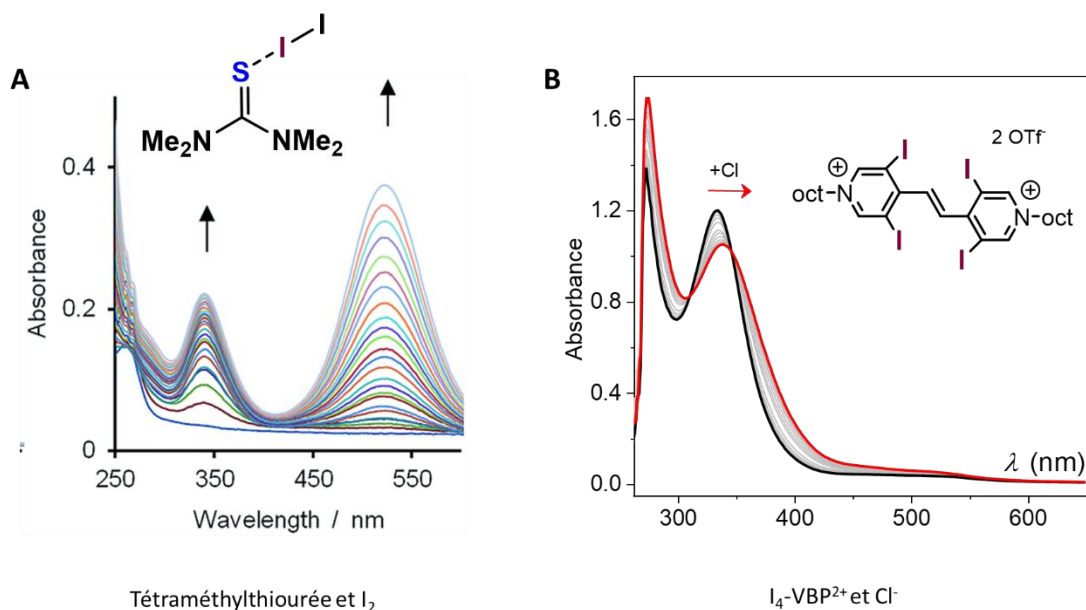 A
I
I
S
Me₂N
NMe₂
Absorbance
0.4
0.2
0
250
350
450
550
Wavelength / nm
Tétraméthylthiourée et I₂
B
Absorbance
1.6
1.2
0.8
0.4
0.0
+Cl
2 OTf⁻
I
I
oct
N
+
I
I
+
N
oct
λ (nm)
300
400
500
600
I₄-VBP²⁺ et Cl⁻